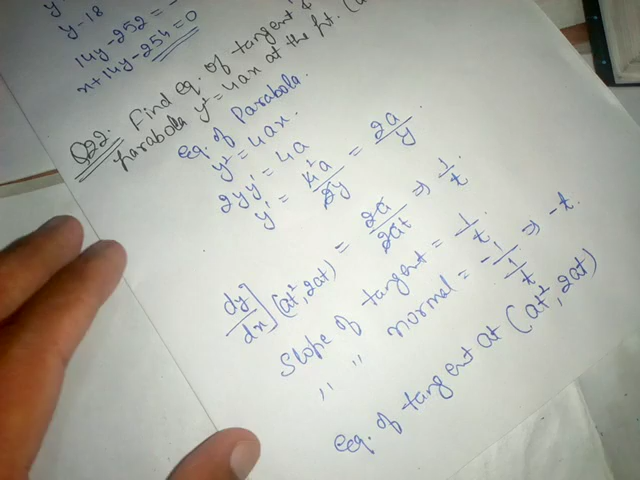 y-18
14y-252 = -
x+14y-254=0
Q22. Find eq. of tangent &
parabola y²=4ax at the pt. (a
eq. of Parabola.
y² = 4ax.
2yy' = 4a
y' = 4²a/2y = 2a/y.
dy/dx](at², 2at) = 2a/2at ⇒ 1/t.
Slope of tangent = 1/t.
,, ,, normal = -1/(1/t) ⇒ -t.
eq. of tangent at (at², 2at)